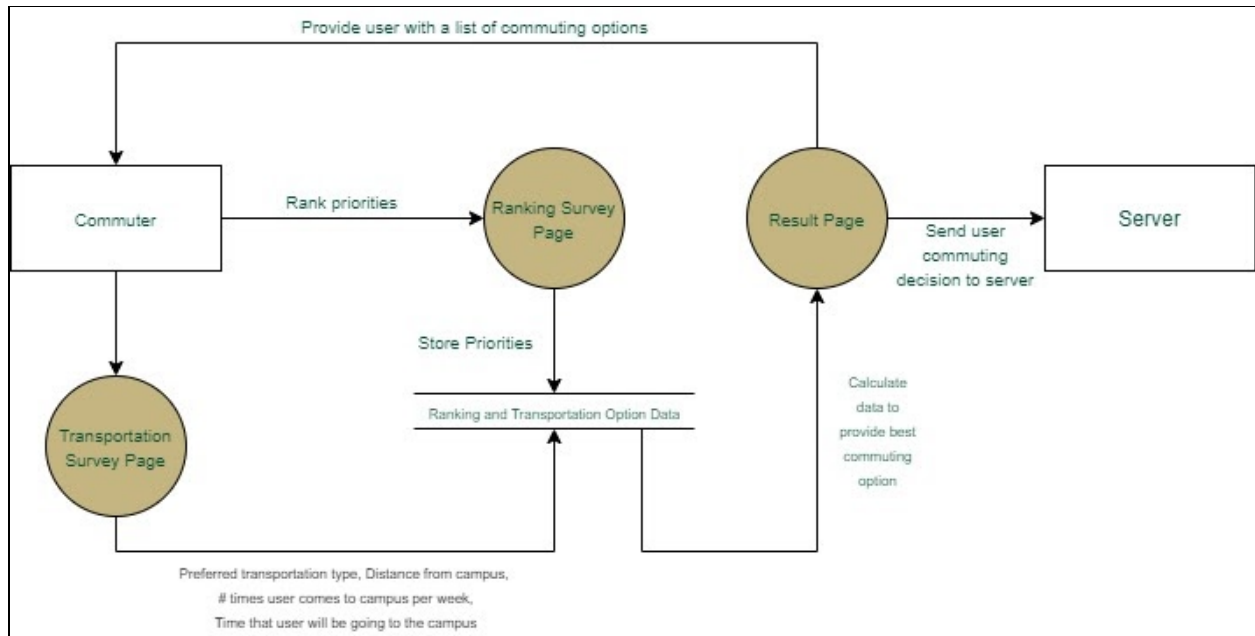 Provide user with a list of commuting options
Commuter
Rank priorities
Ranking Survey
Page
Result Page
Send user
commuting
decision to server
Server
Store Priorities
Ranking and Transportation Option Data
Calculate
data to
provide best
commuting
option
Transportation
Survey Page
Preferred transportation type, Distance from campus,
# times user comes to campus per week,
Time that user will be going to the campus